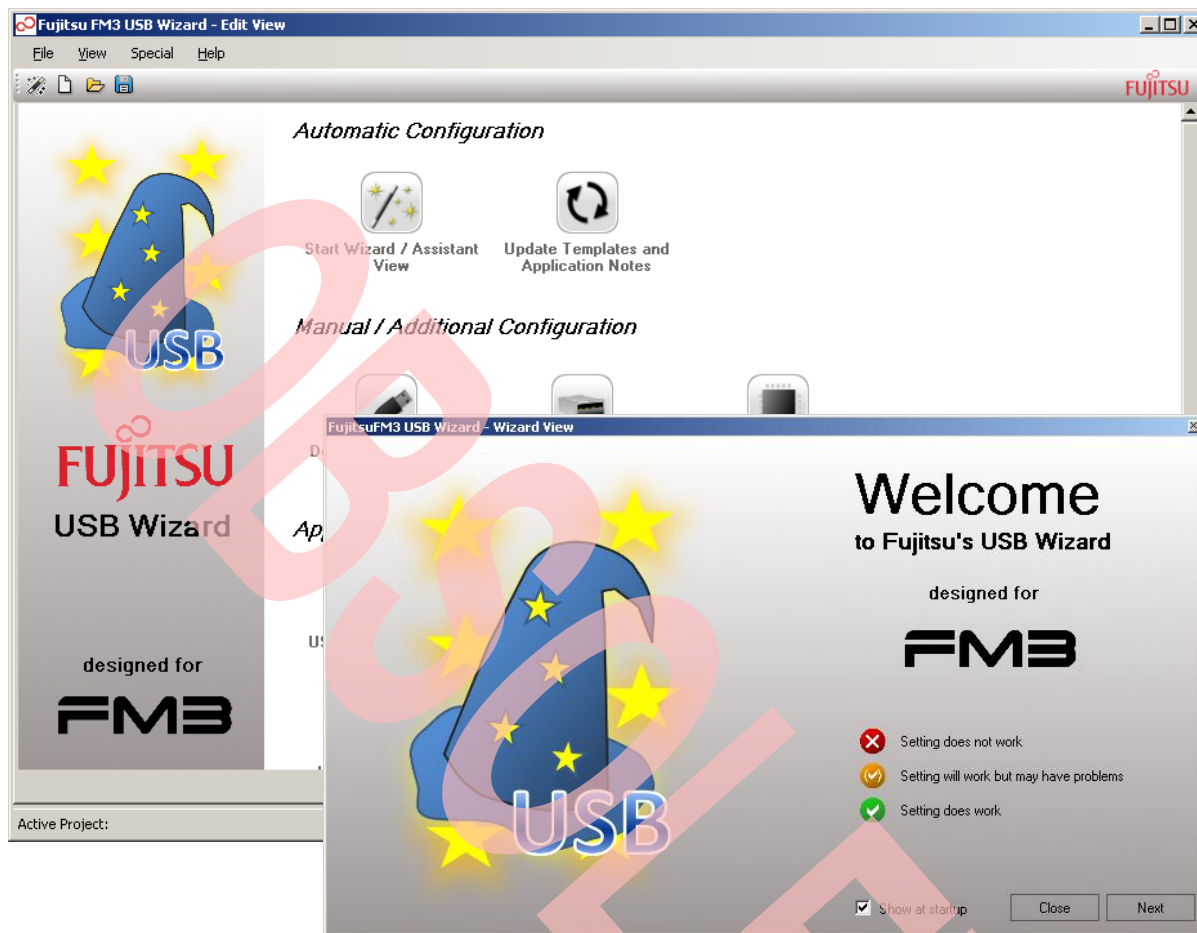 Fujitsu FM3 USB Wizard - Edit View
File View Special Help
FUJITSU
Automatic Configuration
Start Wizard / Assistant
View
Update Templates and
Application Notes
Manual / Additional Configuration
USB
FUJITSU
USB Wizard
designed for
FM3
Active Project:
FujitsuFM3 USB Wizard - Wizard View
Welcome
to Fujitsu's USB Wizard
designed for
FM3
Setting does not work
Setting will work but may have problems
Setting does work
USB
Show at startup
Close
Next